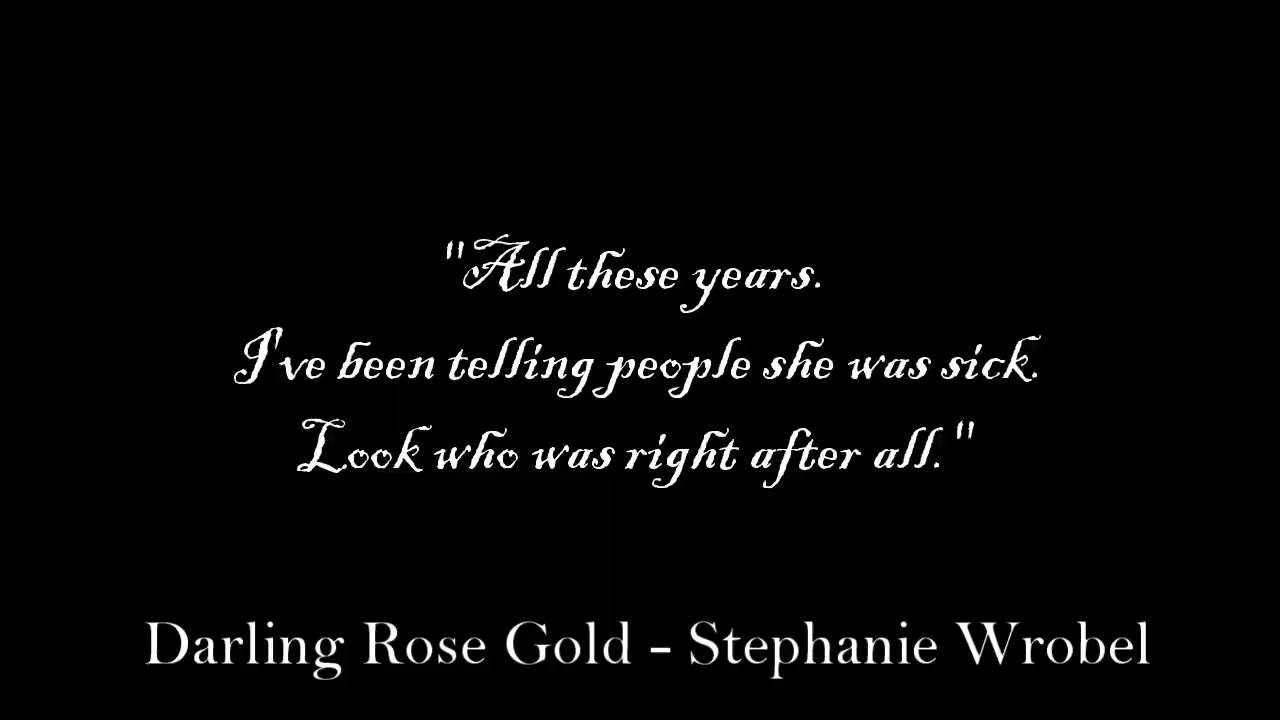 "All these years.
I've been telling people she was sick.
Look who was right after all."
Darling Rose Gold - Stephanie Wrobel